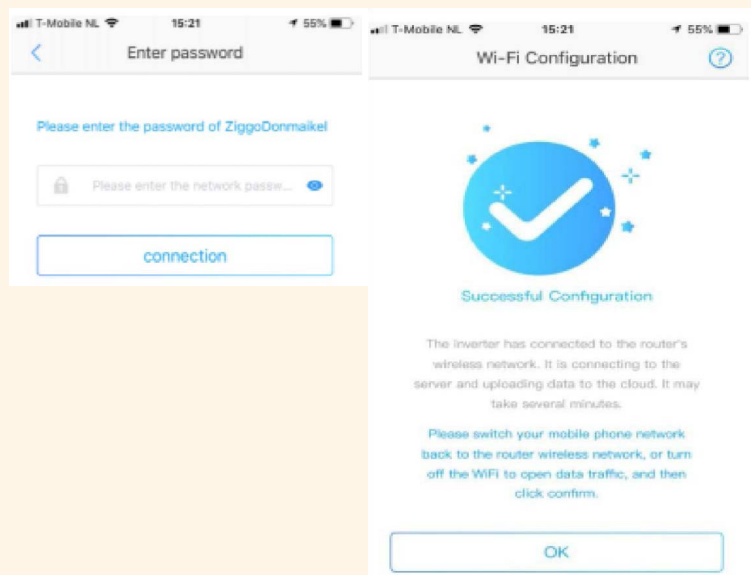 T-Mobile NL
15:21
55%
Enter password
Please enter the password of ZiggoDonmaikel
Please enter the network passw...
connection
T-Mobile NL
15:21
55%
Wi-Fi Configuration
?
Successful Configuration
The inverter has connected to the router's
wireless network. It is connecting to the
server and uploading data to the cloud. It may
take several minutes.
Please switch your mobile phone network
back to the router wireless network, or turn
off the WiFi to open data traffic, and then
click confirm.
OK